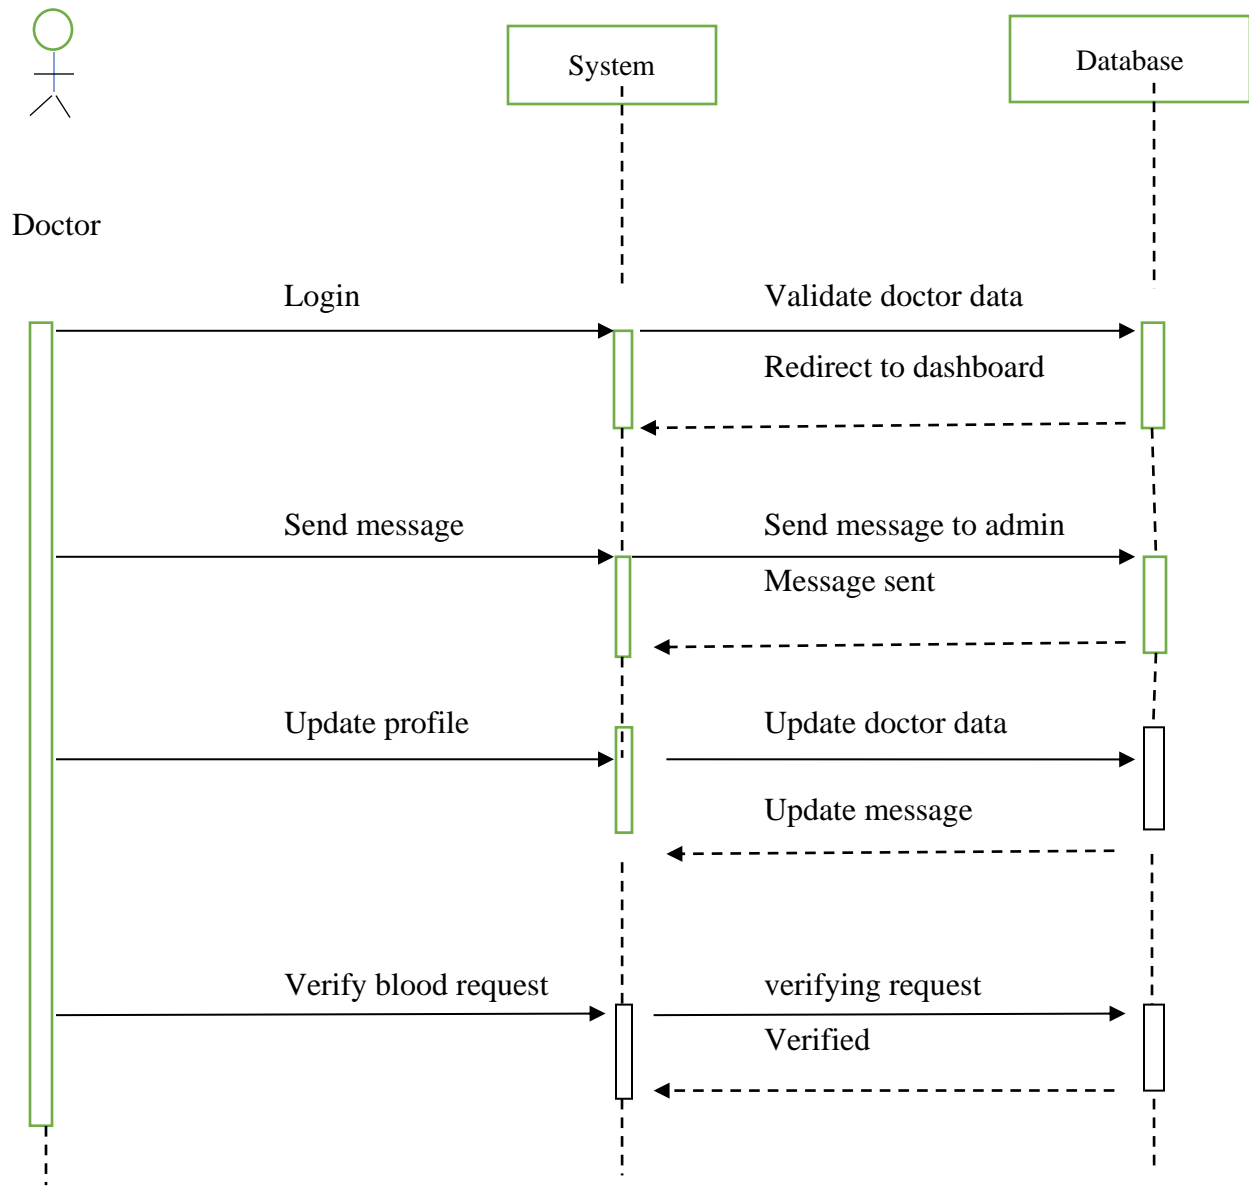 System
Database
Doctor
Login
Validate doctor data
Redirect to dashboard
Send message
Send message to admin
Message sent
Update profile
Update doctor data
Update message
Verify blood request
verifying request
Verified